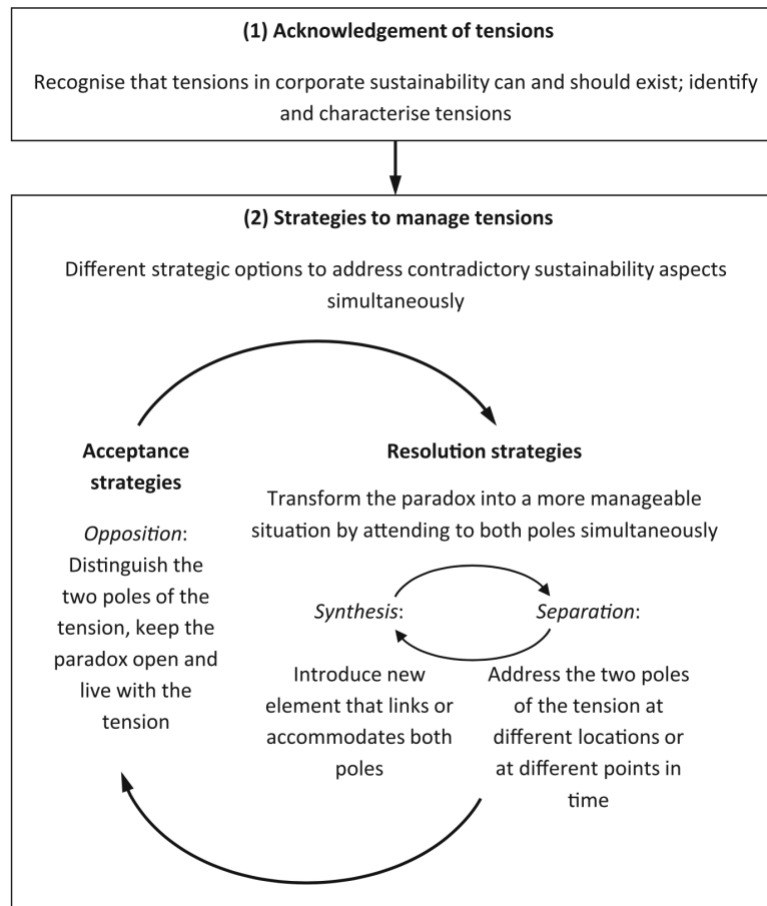 (1) Acknowledgement of tensions
Recognise that tensions in corporate sustainability can and should exist; identify
and characterise tensions
(2) Strategies to manage tensions
Different strategic options to address contradictory sustainability aspects
simultaneously
Acceptance
strategies
Opposition:
Distinguish the
two poles of the
tension, keep the
paradox open and
live with the
tension
Resolution strategies
Transform the paradox into a more manageable
situation by attending to both poles simultaneously
Synthesis:
Introduce new
element that links or
accommodates both
poles
Separation:
Address the two poles
of the tension at
different locations or
at different points in
time